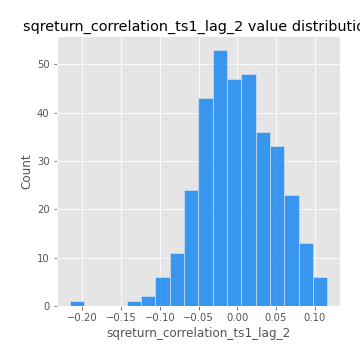 sqreturn_correlation_ts1_lag_2 value distributio
50
40
30
20
10
0
Count
−0.20 −0.15 −0.10 −0.05 0.00 0.05 0.10
sqreturn_correlation_ts1_lag_2